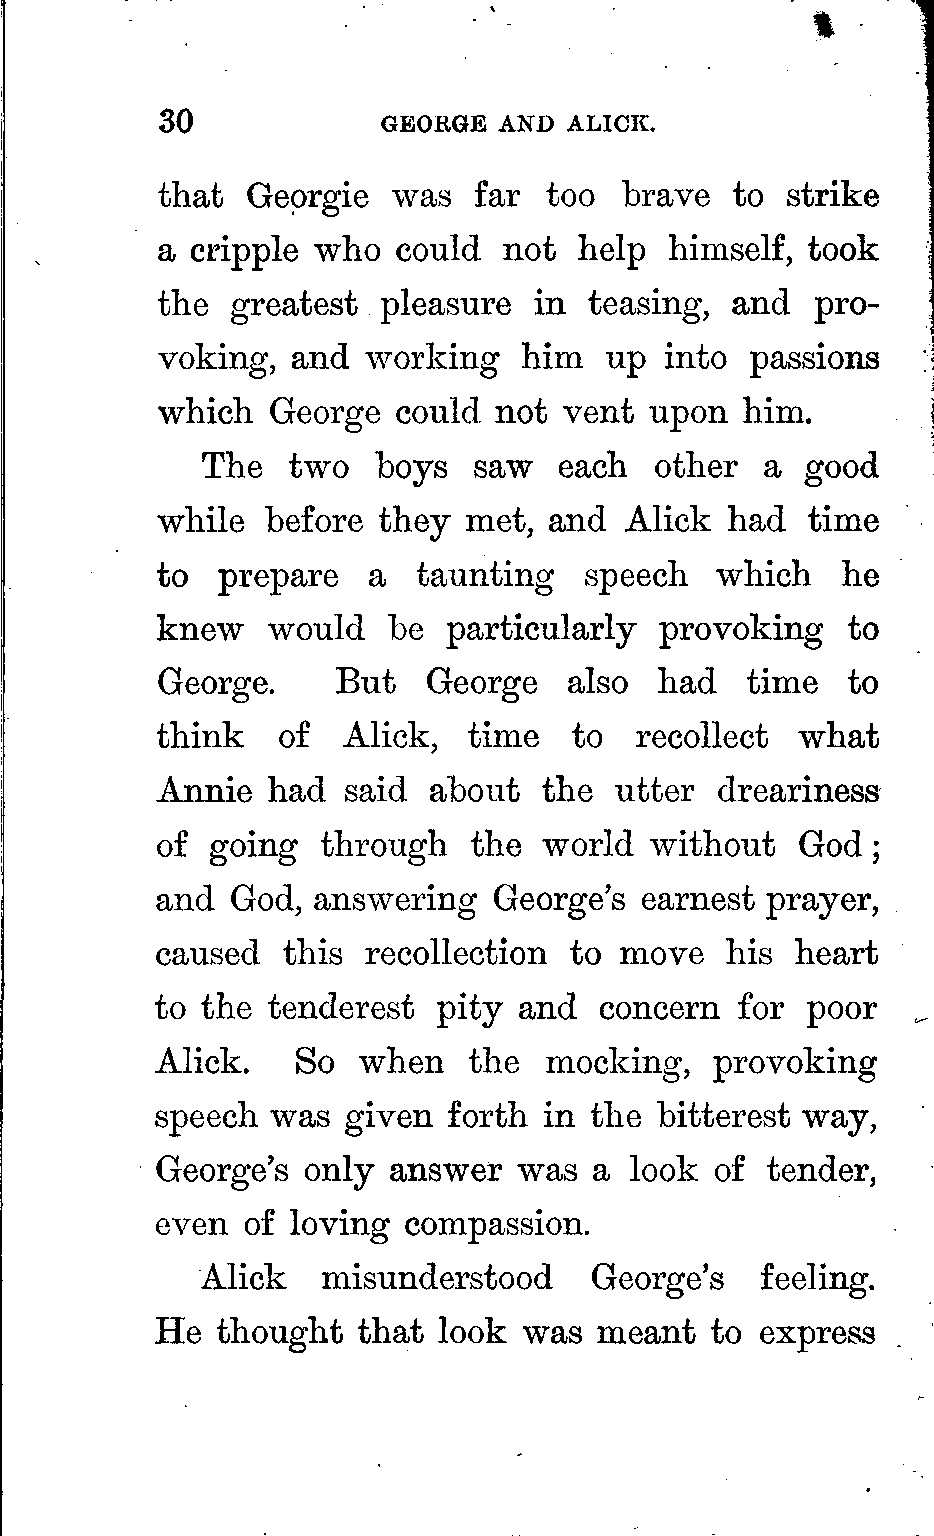 30 GEORGE AND ALICK.
that Georgie was far too brave to strike
a cripple who could not help himself, took
the greatest pleasure in teasing, and pro-
voking, and working him up into passions
which George could not vent upon him.
The two boys saw each other a good
while before they met, and Alick had time
to prepare a taunting speech which he
knew would be particularly provoking to
George. But George also had time to
think of Alick, time to recollect what
Annie had said about the utter dreariness
of going through the world without God;
and God, answering George's earnest prayer,
caused this recollection to move his heart
to the tenderest pity and concern for poor
Alick. So when the mocking, provoking
speech was given forth in the bitterest way,
George's only answer was a look of tender,
even of loving compassion.
Alick misunderstood George's feeling.
He thought that look was meant to express